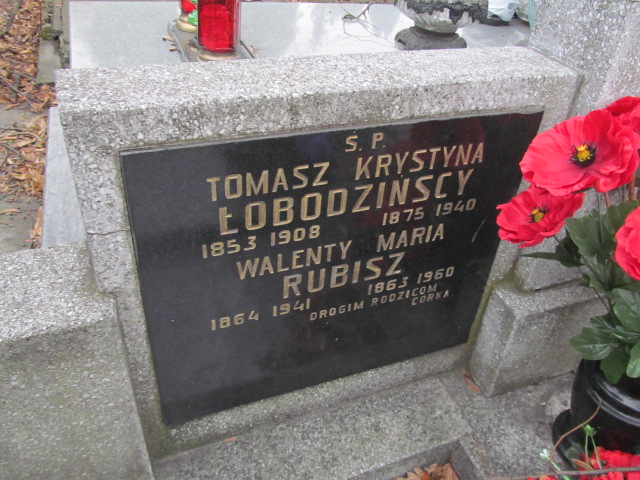 Ś. P.
TOMASZ KRYSTYNA
ŁOBODZIŃSCY
1853 1908 1875 1940
WALENTY MARIA
RUBISZ
1864 1941 1863 1960
DROGIM RODZICOM
CÓRKA